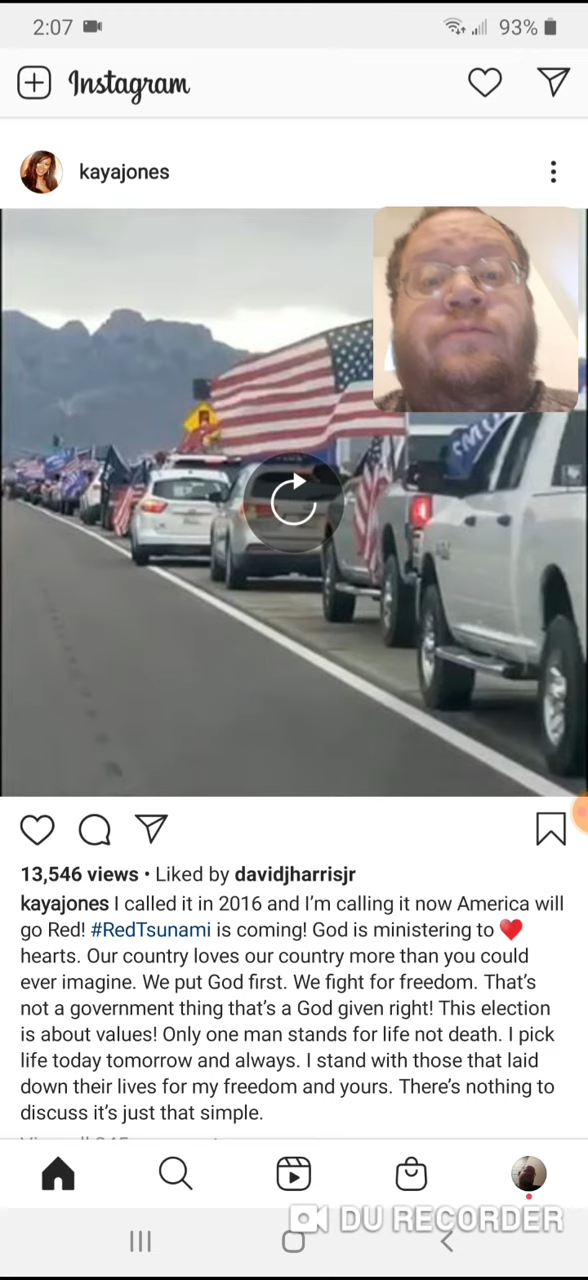 2:07
93%
Instagram
kayajones
13,546 views • Liked by davidjharrisjr
kayajones I called it in 2016 and I'm calling it now America will
go Red! #RedTsunami is coming! God is ministering to ❤️
hearts. Our country loves our country more than you could
ever imagine. We put God first. We fight for freedom. That's
not a government thing that's a God given right! This election
is about values! Only one man stands for life not death. I pick
life today tomorrow and always. I stand with those that laid
down their lives for my freedom and yours. There's nothing to
discuss it's just that simple.
DU RECORDER